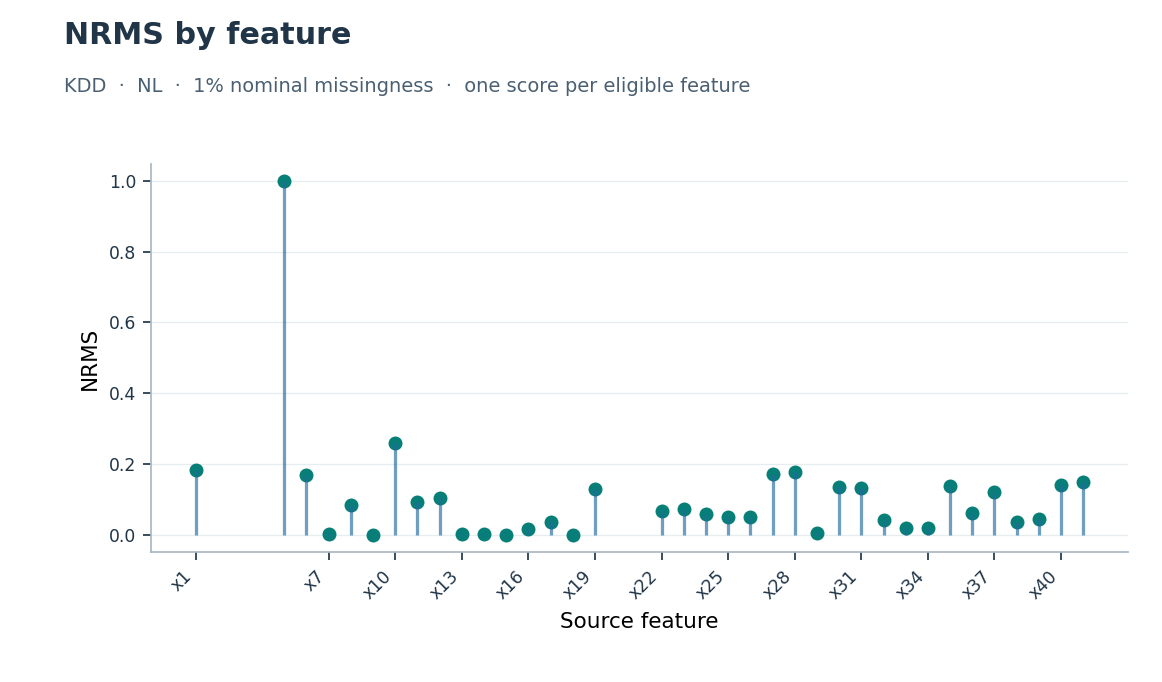 NRMS by feature
KDD · NL · 1% nominal missingness · one score per eligible feature
1.0
0.8
0.6
0.4
0.2
0.0
NRMS
x1 x7 x10 x13 x16 x19 x22 x25 x28 x31 x34 x37 x40
Source feature